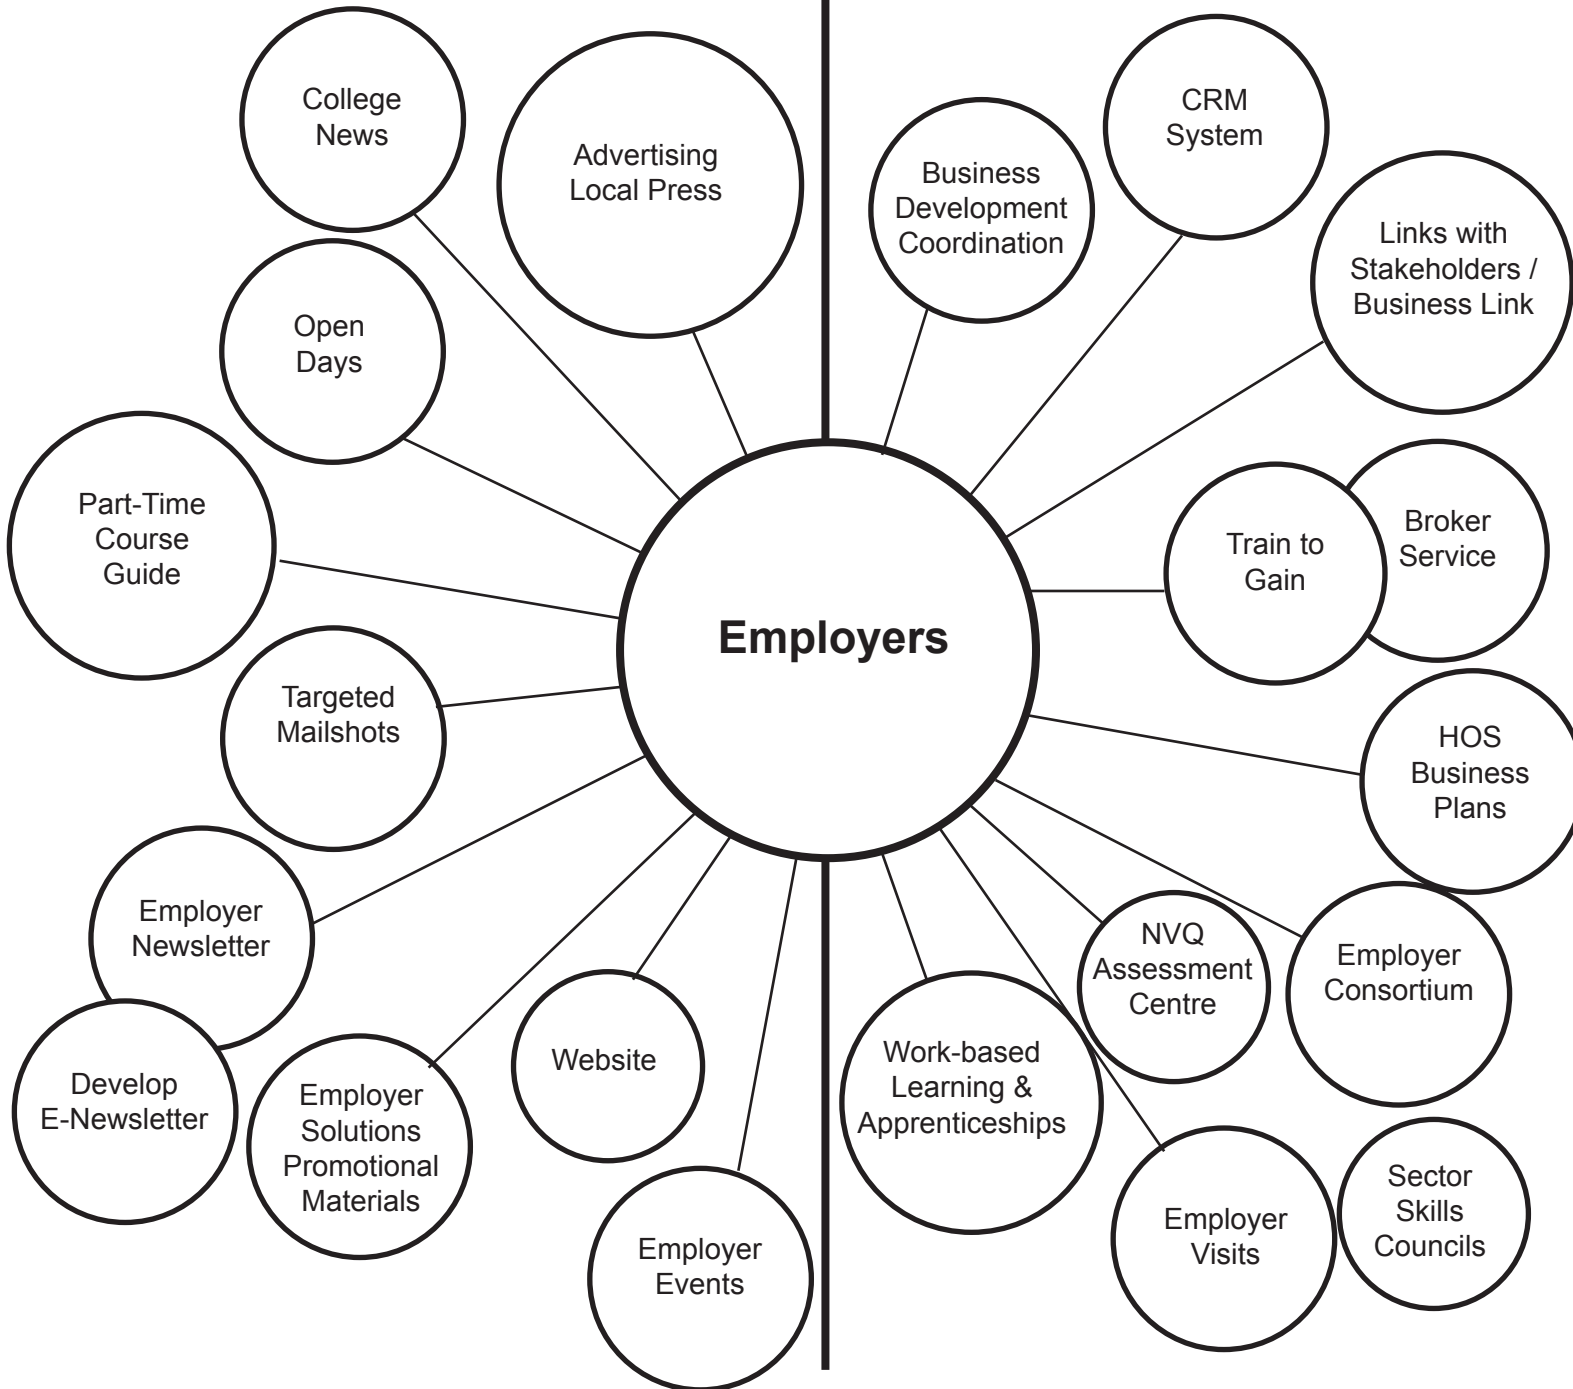 College
News
Advertising
Local Press
Business
Development
Coordination
CRM
System
Links with
Stakeholders /
Business Link
Open
Days
Part-Time
Course
Guide
Train to
Gain
Broker
Service
Employers
Targeted
Mailshots
HOS
Business
Plans
Employer
Newsletter
Develop
E-Newsletter
Employer
Solutions
Promotional
Materials
Website
Employer
Events
Work-based
Learning &
Apprenticeships
NVQ
Assessment
Centre
Employer
Consortium
Employer
Visits
Sector
Skills
Councils